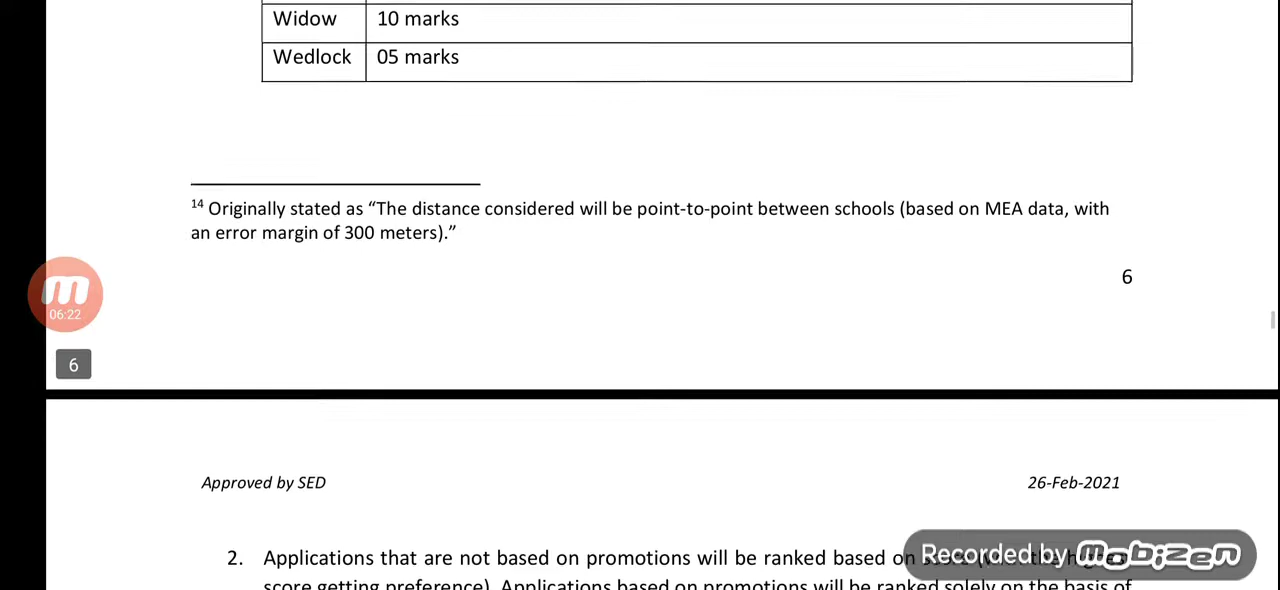 Widow 10 marks
Wedlock 05 marks
14 Originally stated as “The distance considered will be point-to-point between schools (based on MEA data, with
an error margin of 300 meters).”
6
06:22
6
Approved by SED 26-Feb-2021
2. Applications that are not based on promotions will be ranked based on
Recorded by Mobizen
score getting preference). Applications based on promotions will be ranked solely on the basis of